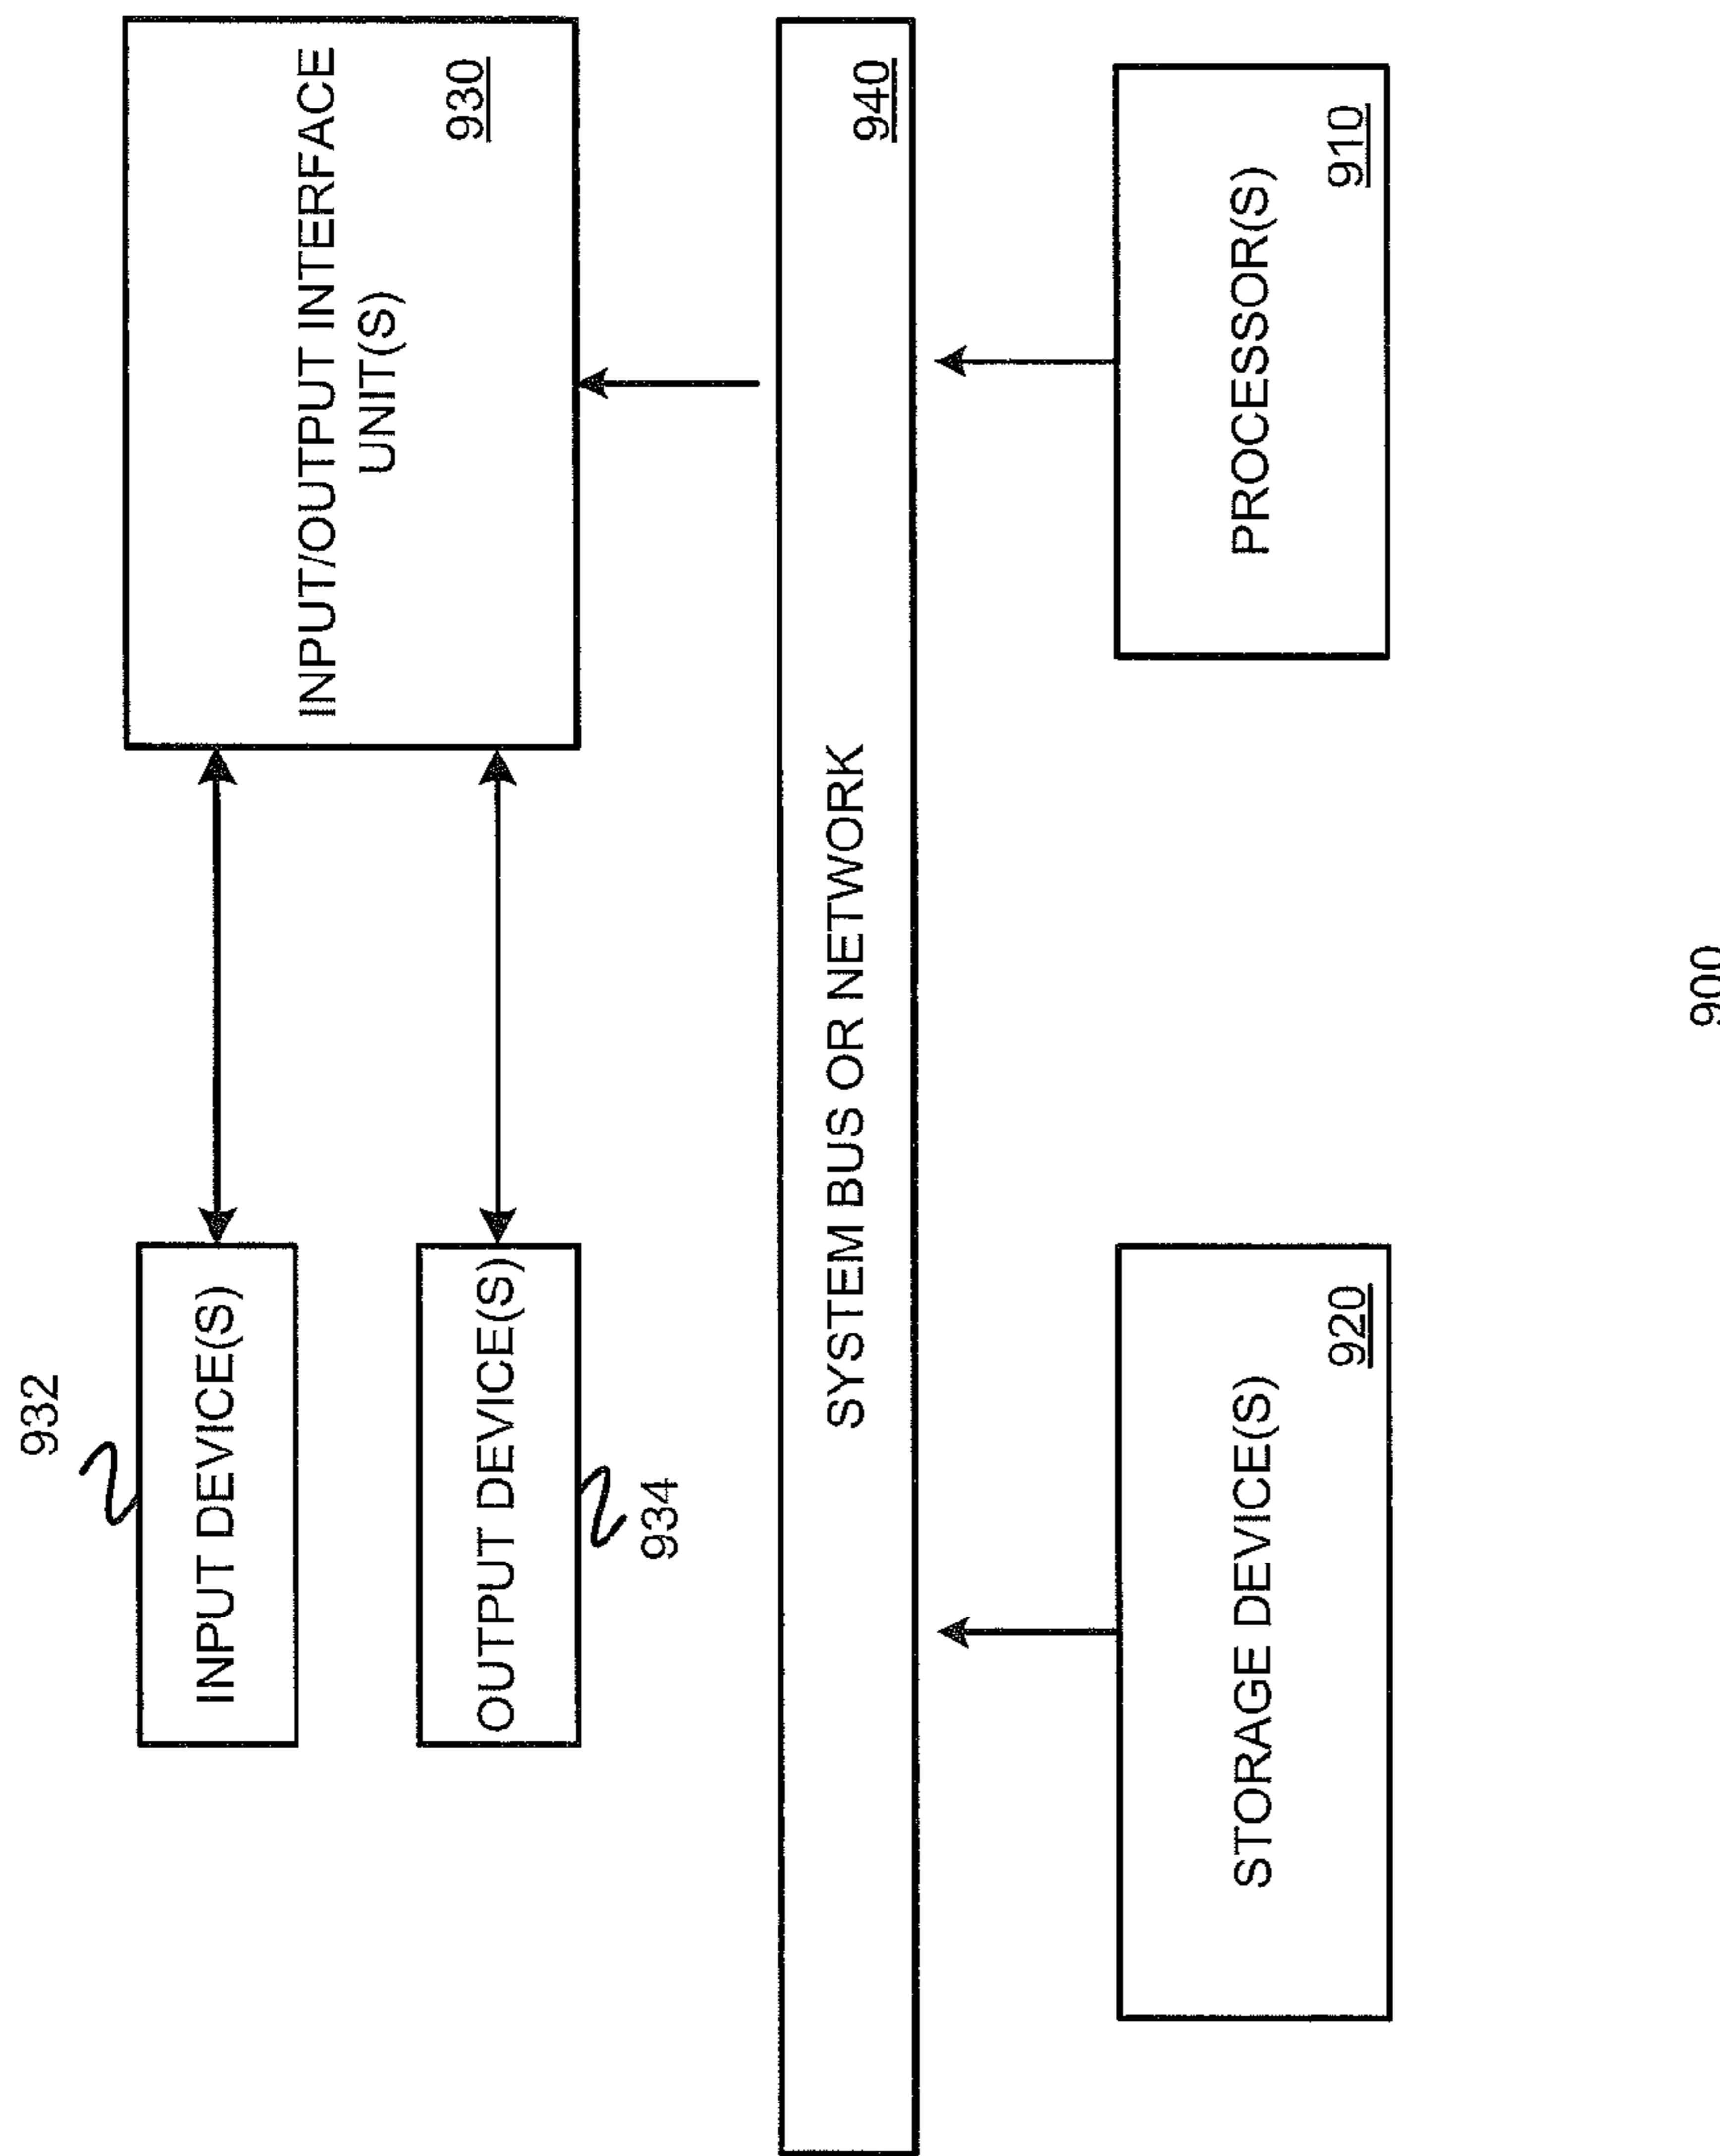 932
INPUT DEVICE(S)
OUTPUT DEVICE(S)
934
INPUT/OUTPUT INTERFACE
UNIT(S)
930
SYSTEM BUS OR NETWORK
940
STORAGE DEVICE(S)
920
PROCESSOR(S)
910
900